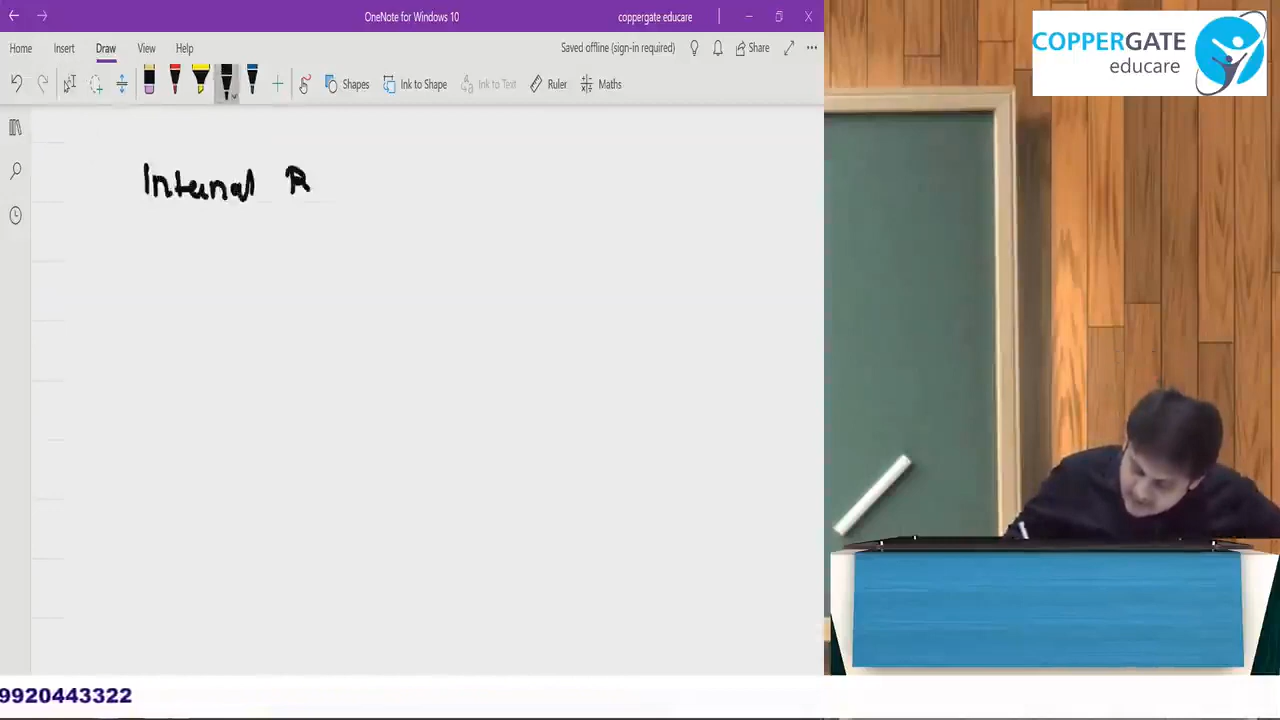 OneNote for Windows 10
coppergate educare
Home Insert Draw View Help
Saved offline (sign-in required)
Share
Shapes
Ink to Shape
Ink to Text
Ruler
Maths
COPPERGATE
educare
Internal R
9920443322